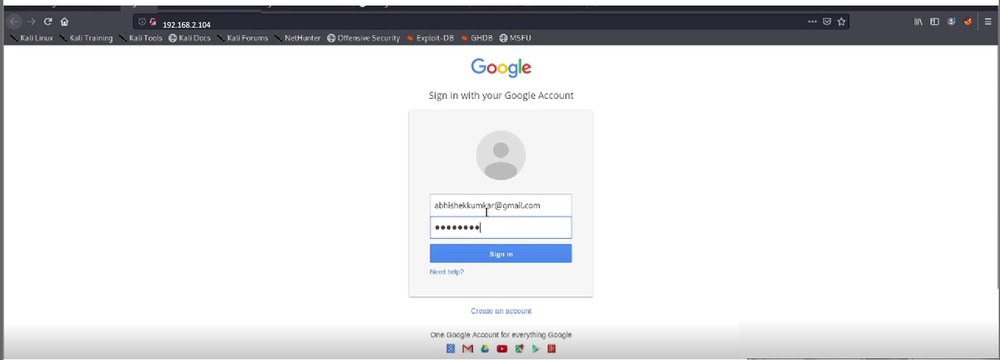 192.168.2.104
Kali Linux Kali Training Kali Tools Kali Docs Kali Forums NetHunter Offensive Security Exploit-DB GHDB MSFU
Google
Sign in with your Google Account
abhishekkumkar@gmail.com
Sign in
Need help?
Create an account
One Google Account for everything Google